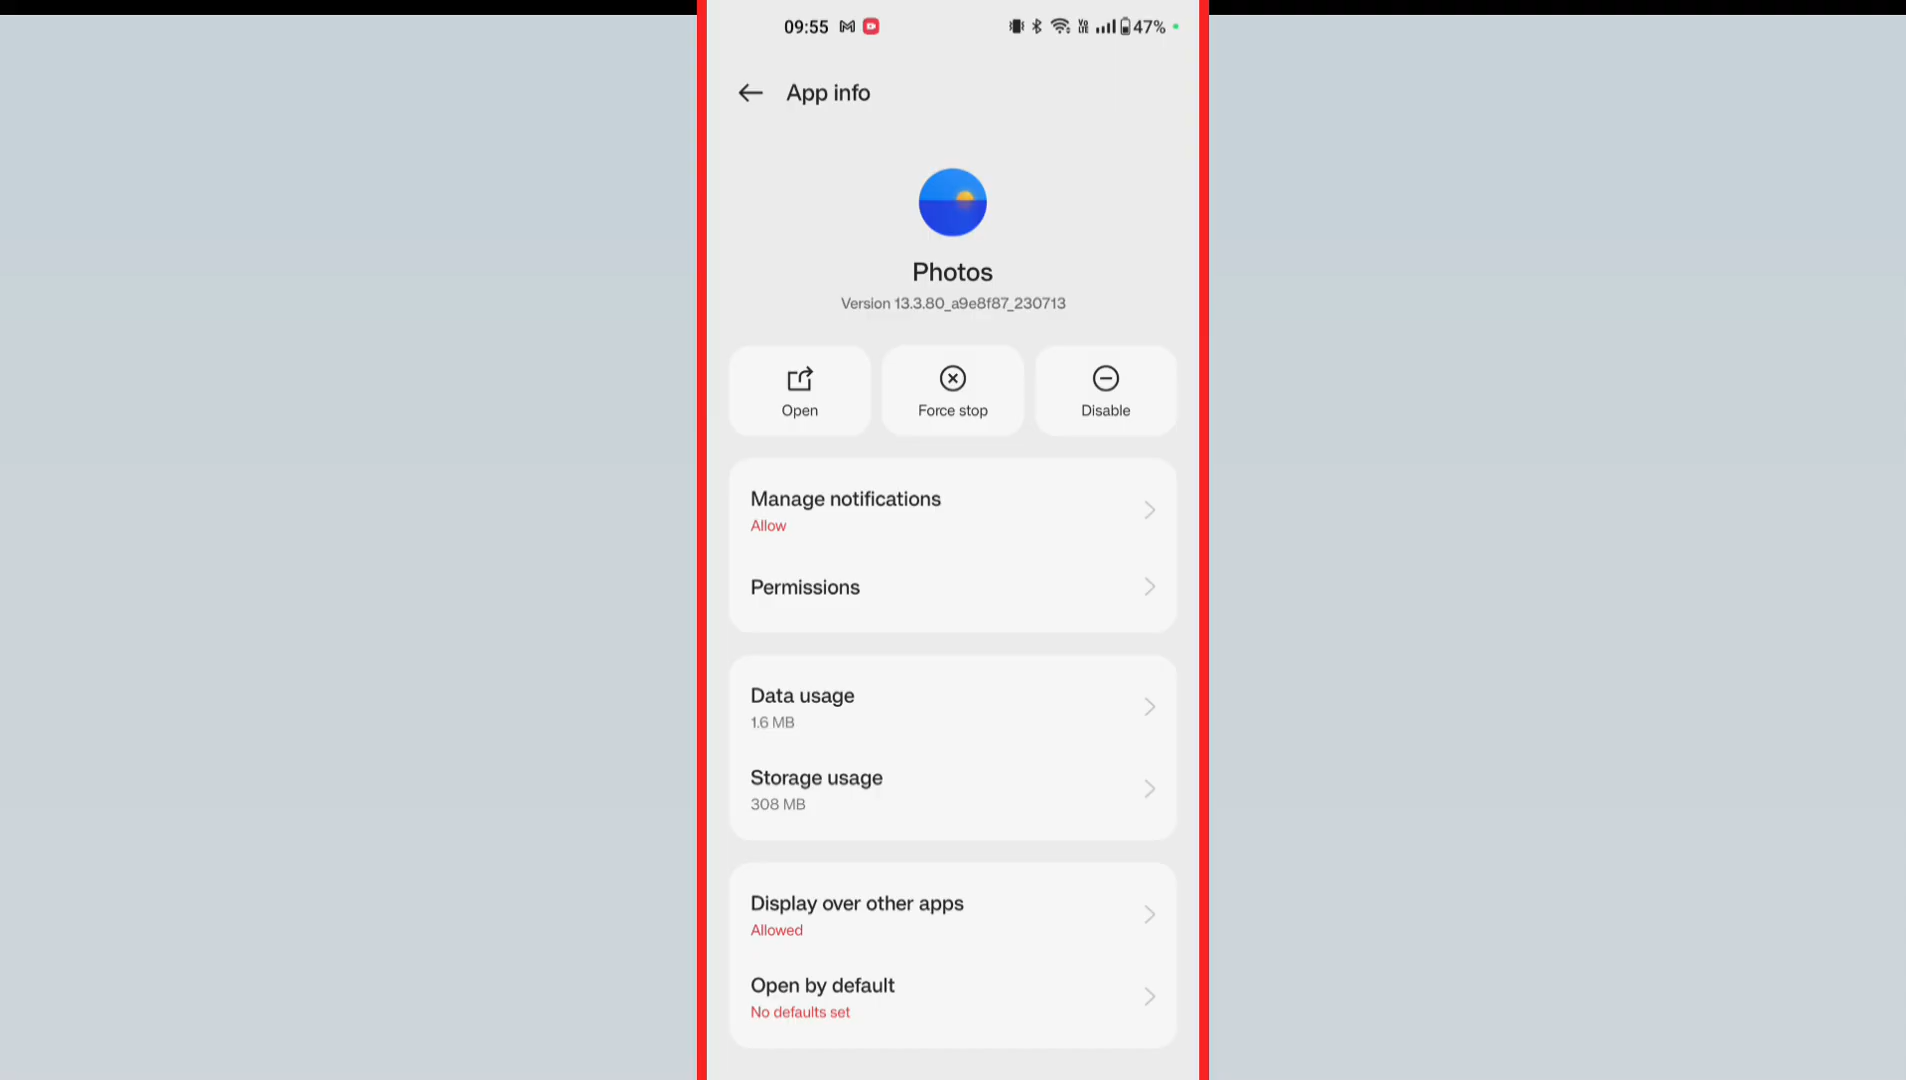 09:55 47%
App info
Photos
Version 13.3.80_a9e8f87_230713
Open
Force stop
Disable
Manage notifications
Allow
Permissions
Data usage
1.6 MB
Storage usage
308 MB
Display over other apps
Allowed
Open by default
No defaults set